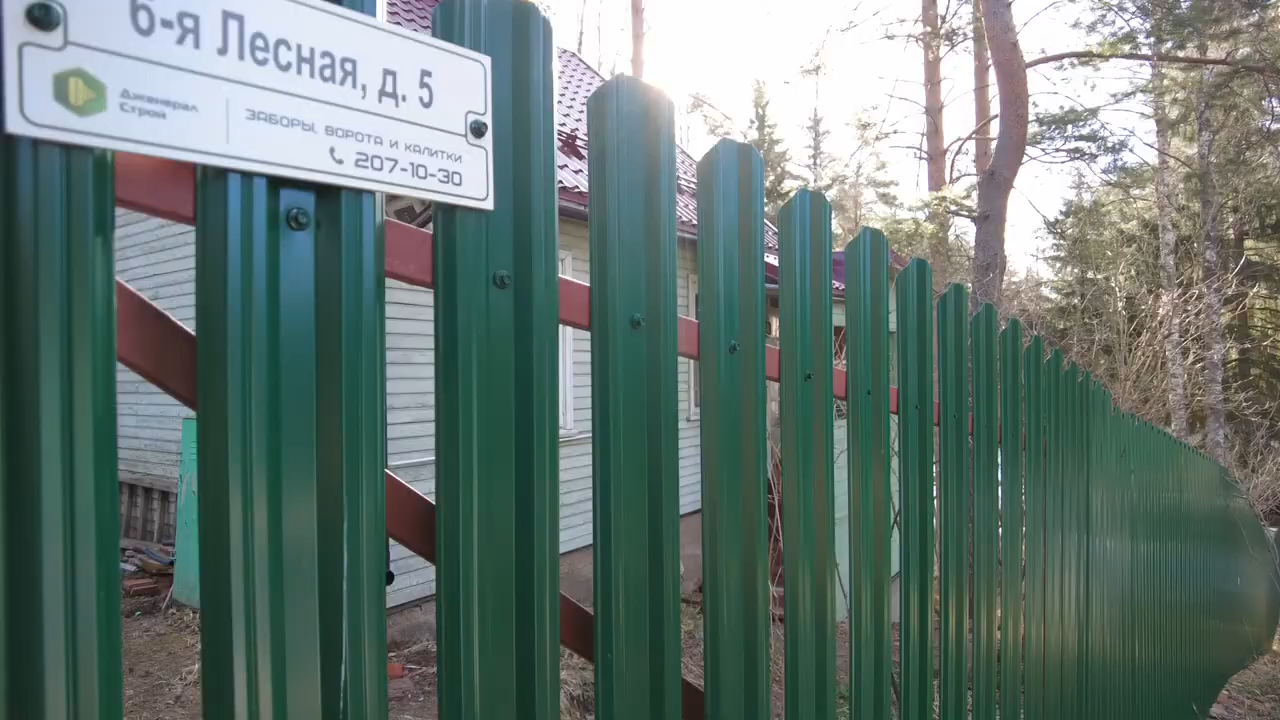 6-я Лесная, д. 5
Дженерал
Строй
ЗАБОРЫ, ВОРОТА И КАЛИТКИ
207-10-30